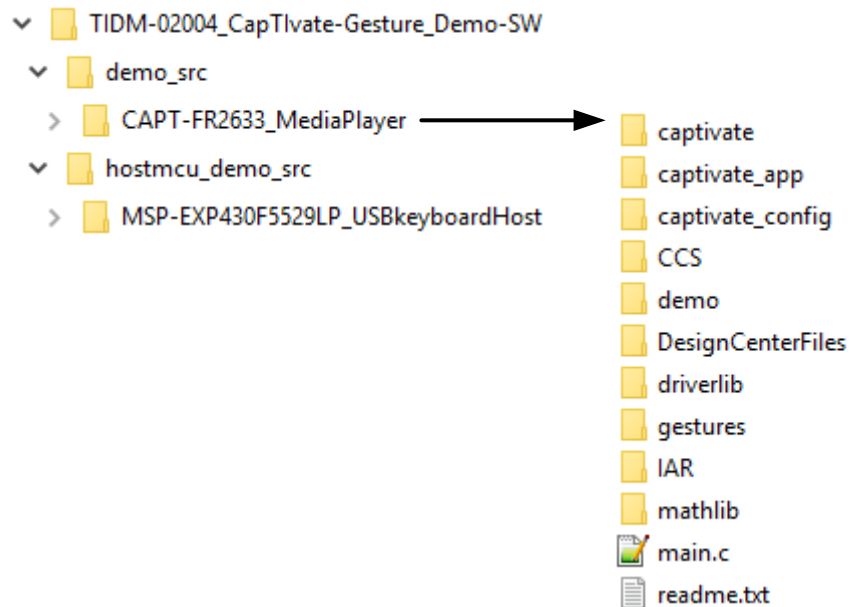 TIDM-02004_CapTIvate-Gesture_Demo-SW
demo_src
CAPT-FR2633_MediaPlayer
hostmcu_demo_src
MSP-EXP430F5529LP_USBkeyboardHost
captivate
captivate_app
captivate_config
CCS
demo
DesignCenterFiles
driverlib
gestures
IAR
mathlib
main.c
readme.txt